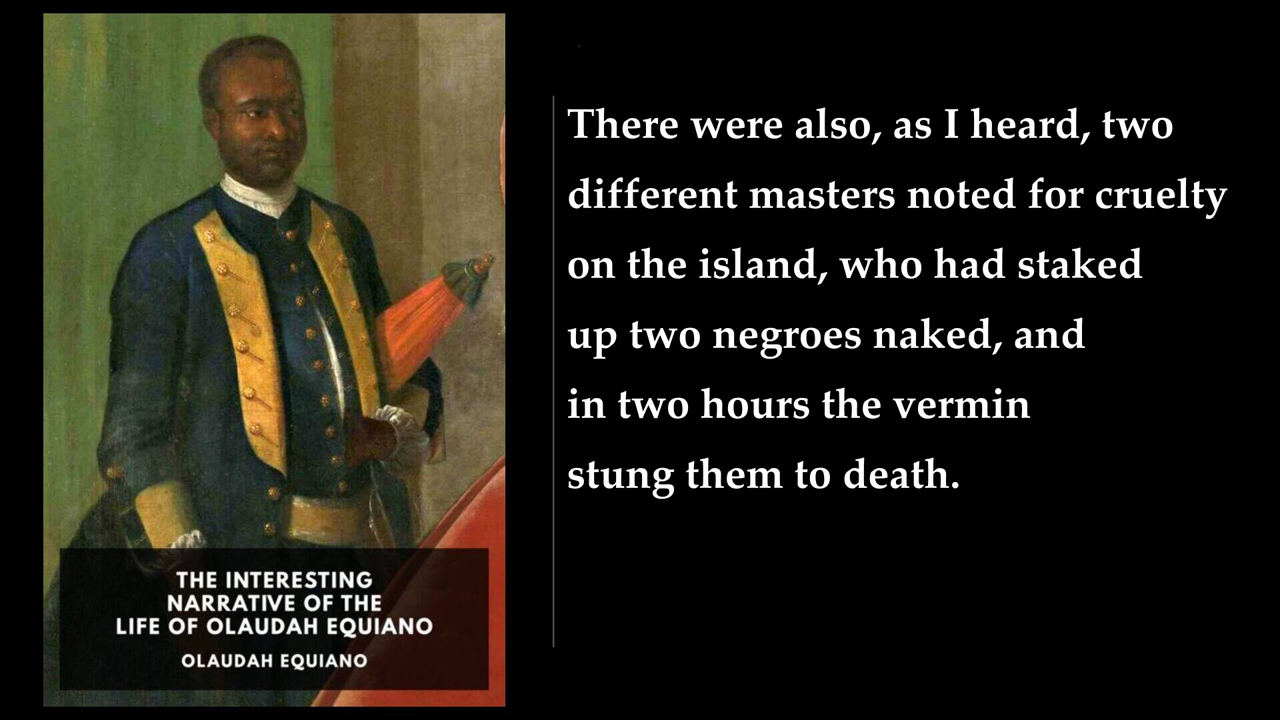 THE INTERESTING
NARRATIVE OF THE
LIFE OF OLAUDAH EQUIANO
OLAUDAH EQUIANO
There were also, as I heard, two
different masters noted for cruelty
on the island, who had staked
up two negroes naked, and
in two hours the vermin
stung them to death.